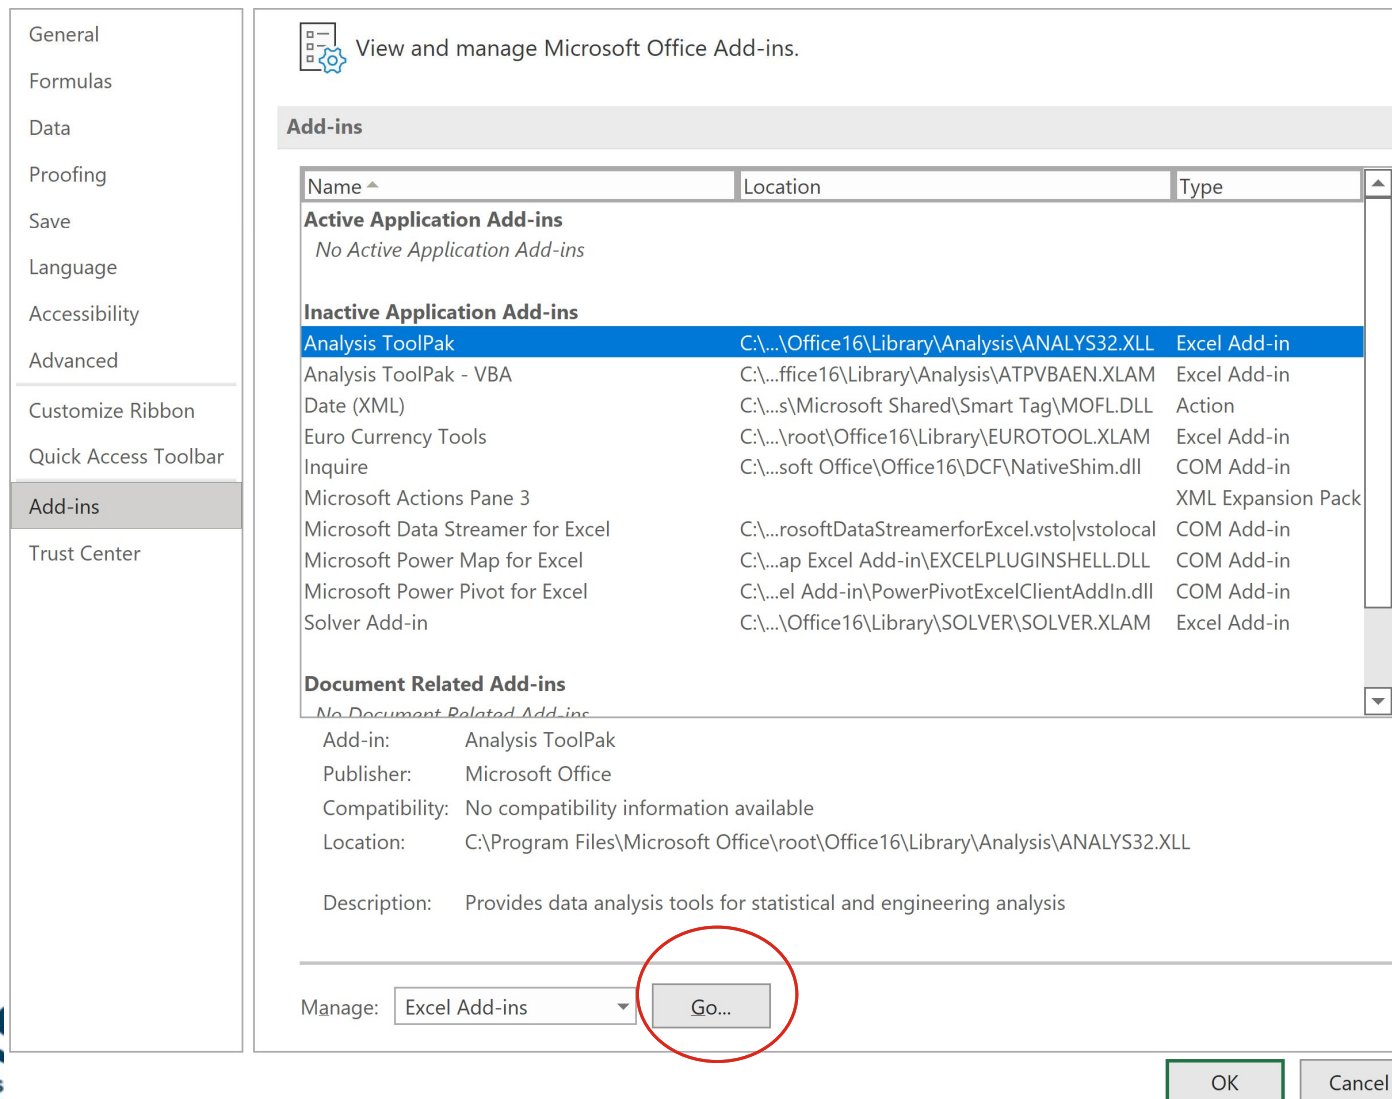 General
Formulas
Data
Proofing
Save
Language
Accessibility
Advanced
Customize Ribbon
Quick Access Toolbar
Add-ins
Trust Center
View and manage Microsoft Office Add-ins.
Add-ins
Name Location Type
Active Application Add-ins
No Active Application Add-ins
Inactive Application Add-ins
Analysis ToolPak C:\...\Office16\Library\Analysis\ANALYS32.XLL Excel Add-in
Analysis ToolPak - VBA C:\...ffice16\Library\Analysis\ATPVBAEN.XLAM Excel Add-in
Date (XML) C:\...s\Microsoft Shared\Smart Tag\MOFL.DLL Action
Euro Currency Tools C:\...\root\Office16\Library\EUROTOOL.XLAM Excel Add-in
Inquire C:\...soft Office\Office16\DCF\NativeShim.dll COM Add-in
Microsoft Actions Pane 3 XML Expansion Pack
Microsoft Data Streamer for Excel C:\...rosoftDataStreamerforExcel.vsto|vstolocal COM Add-in
Microsoft Power Map for Excel C:\...ap Excel Add-in\EXCELPLUGINSHELL.DLL COM Add-in
Microsoft Power Pivot for Excel C:\...el Add-in\PowerPivotExcelClientAddIn.dll COM Add-in
Solver Add-in C:\...\Office16\Library\SOLVER\SOLVER.XLAM Excel Add-in
Document Related Add-ins
No Document Related Add-ins
Add-in: Analysis ToolPak
Publisher: Microsoft Office
Compatibility: No compatibility information available
Location: C:\Program Files\Microsoft Office\root\Office16\Library\Analysis\ANALYS32.XLL
Description: Provides data analysis tools for statistical and engineering analysis
Manage: Excel Add-ins Go...
OK Cancel